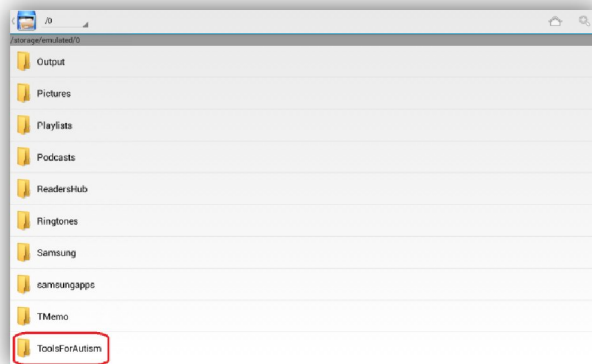 /0
/storage/emulated/0
Output
Pictures
Playlists
Podcasts
ReadersHub
Ringtones
Samsung
samsungapps
TMemo
ToolsForAutism